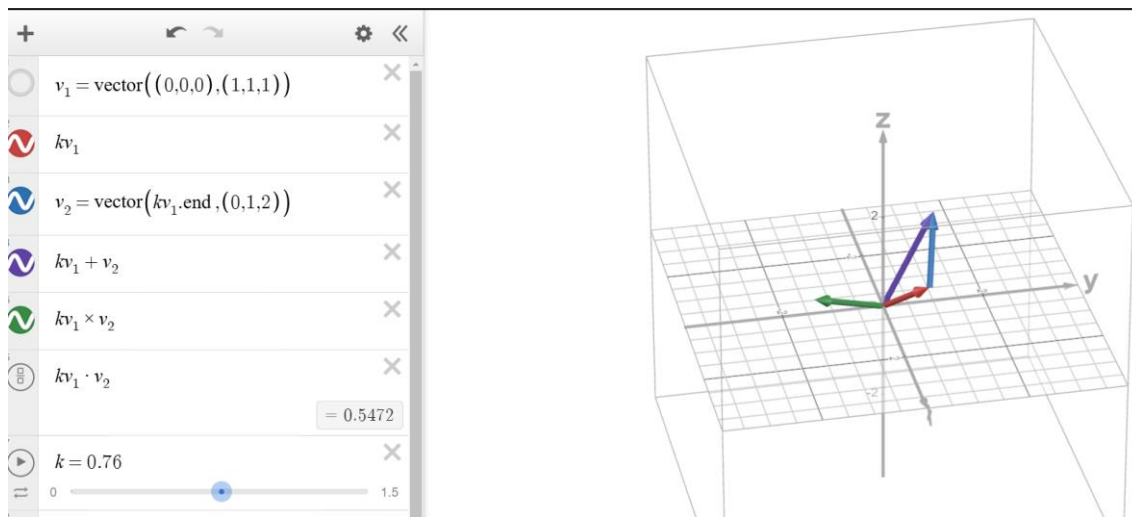 v₁ = vector((0,0,0),(1,1,1))
kv₁
v₂ = vector(kv₁.end ,(0,1,2))
kv₁ + v₂
kv₁ × v₂
kv₁ · v₂
= 0.5472
k = 0.76
0 1.5
z
2
y
-2